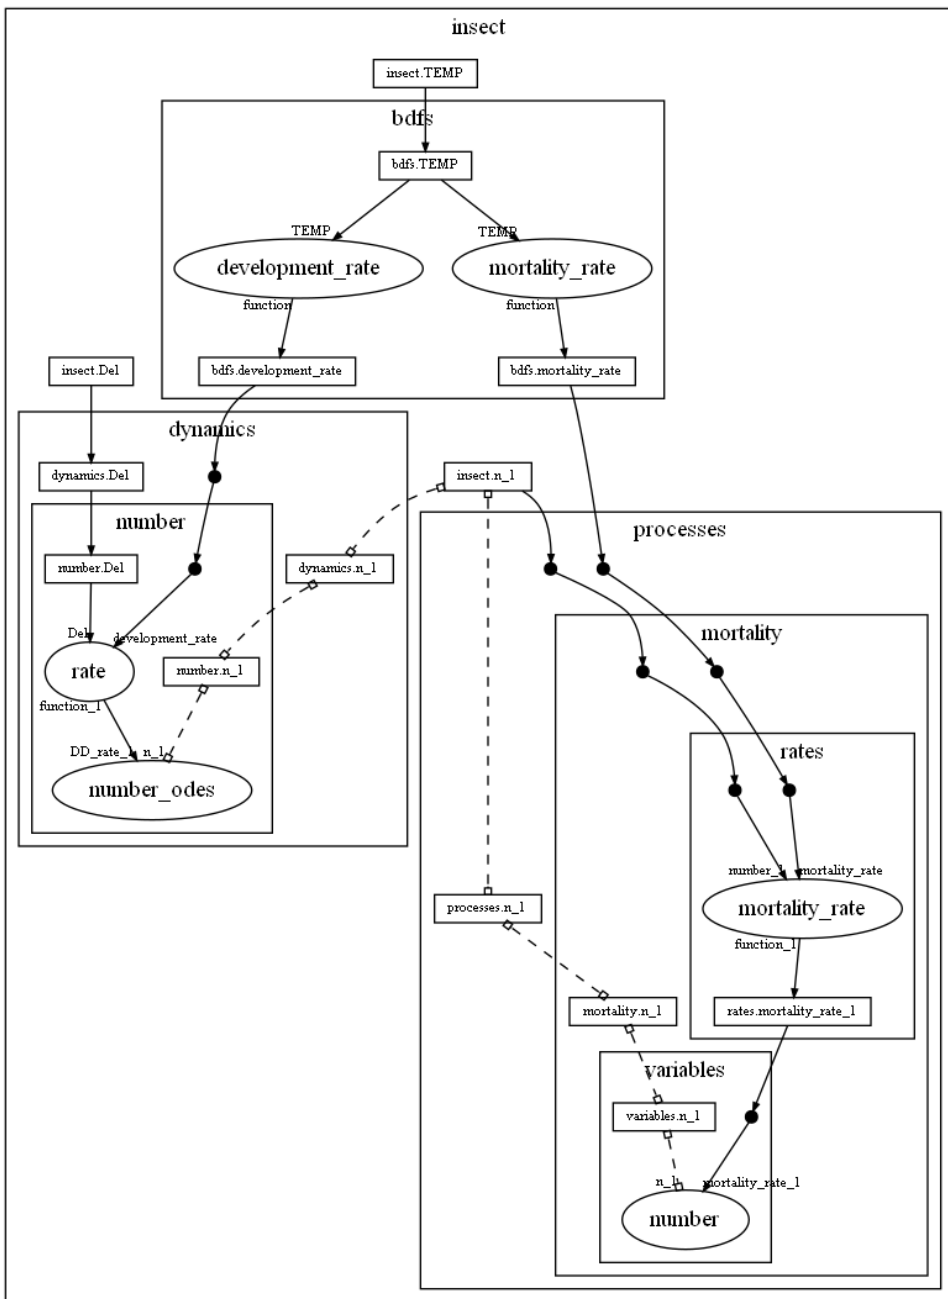 insect
insect.TEMP
bdfs
bdfs.TEMP
TEMP
TEMP
development_rate
mortality_rate
function
function
insect.Del
bdfs.development_rate
bdfs.mortality_rate
dynamics
dynamics.Del
insect.n_1
number
processes
number.Del
dynamics.n_1
Del
development_rate
mortality
rate
number.n_1
function_1
DD_rate_1
n_1
rates
number_odes
number_1
mortality_rate
processes.n_1
mortality_rate
function_1
mortality.n_1
rates.mortality_rate_1
variables
variables.n_1
n_1
mortality_rate_1
number